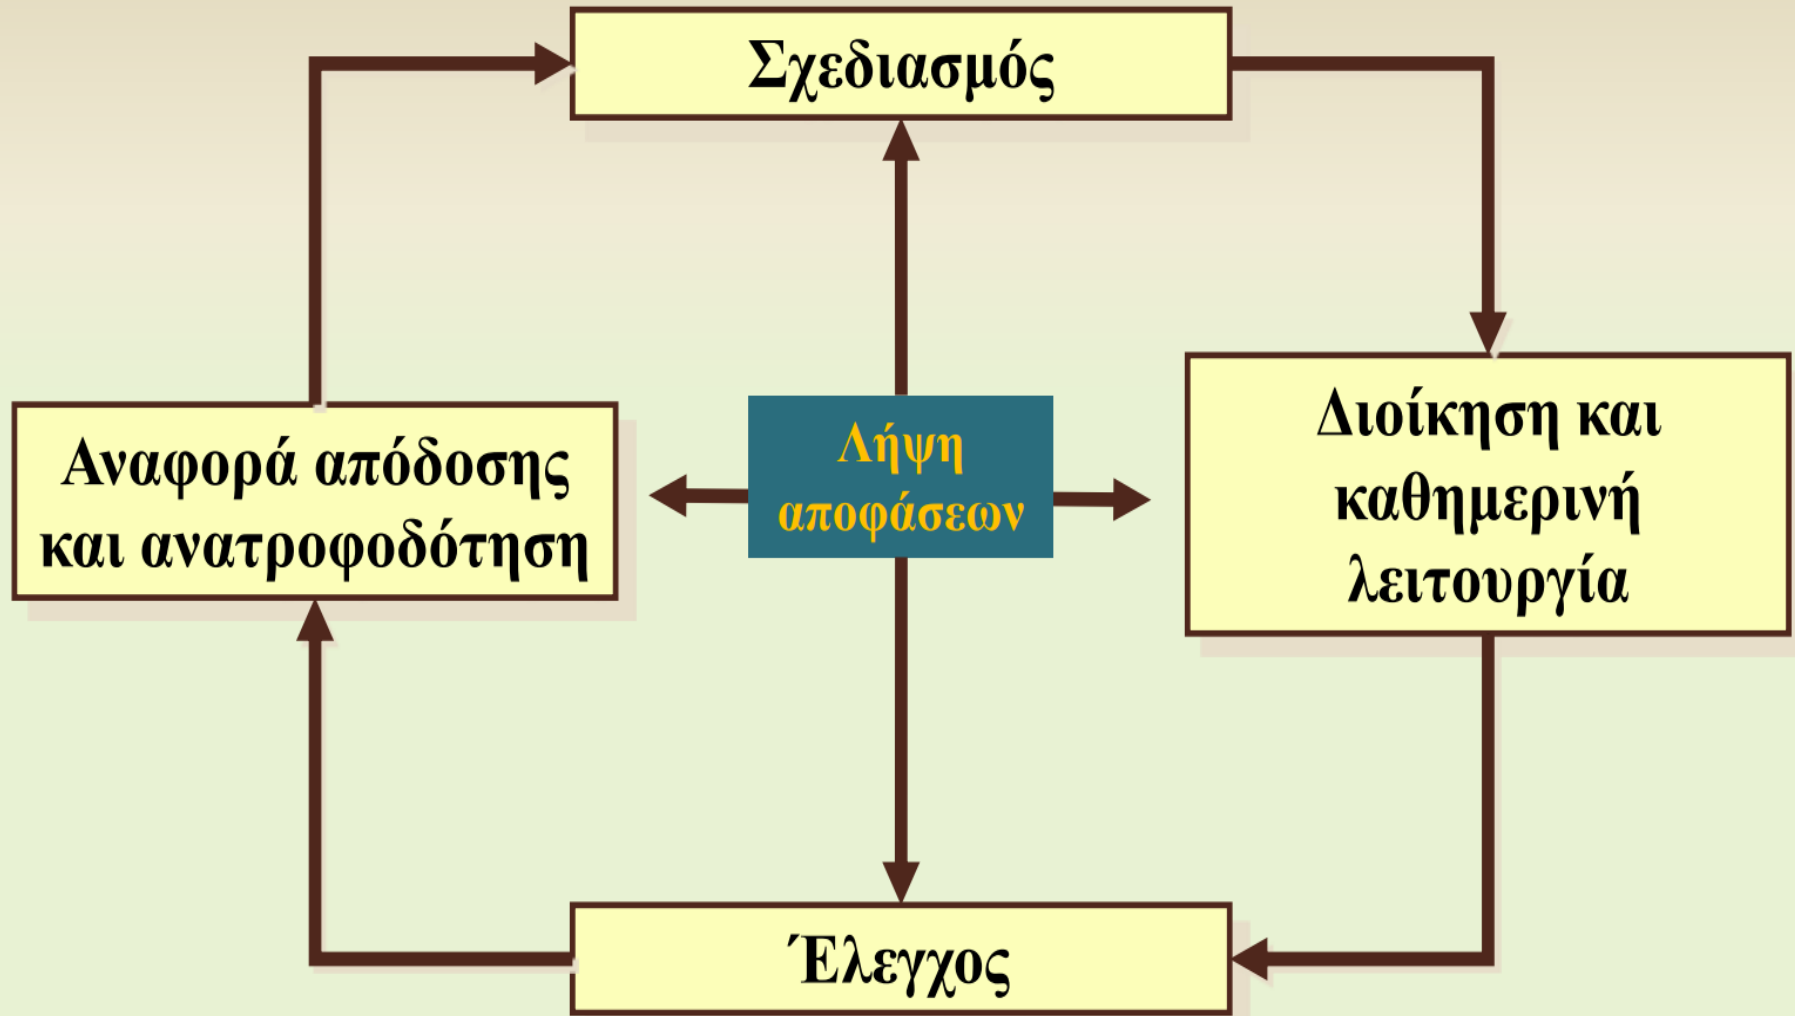 Σχεδιασμός
Αναφορά απόδοσης
και ανατροφοδότηση
Λήψη
αποφάσεων
Διοίκηση και
καθημερινή
λειτουργία
Έλεγχος